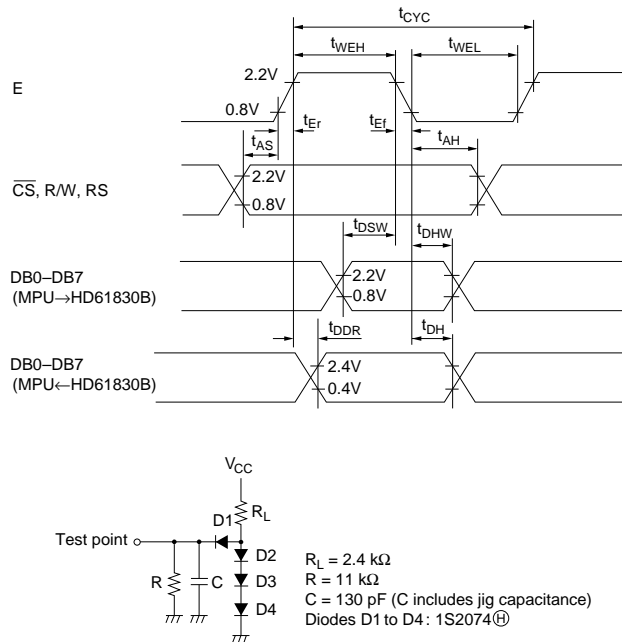 tCYC
tWEH tWEL
E 2.2V
0.8V
tEr tEf
tAS tAH
CS, R/W, RS 2.2V
0.8V
tDSW tDHW
DB0–DB7 2.2V
(MPU→HD61830B) 0.8V
tDDR tDH
DB0–DB7 2.4V
(MPU←HD61830B) 0.4V
VCC
RL
D1
Test point
D2
R C D3
D4
RL = 2.4 kΩ
R = 11 kΩ
C = 130 pF (C includes jig capacitance)
Diodes D1 to D4 : 1S2074 Ⓗ